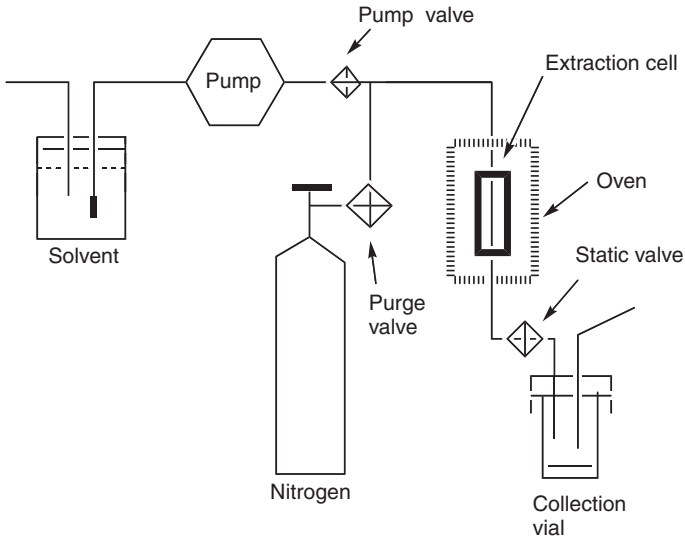 Pump valve
Pump
Extraction cell
Oven
Solvent
Static valve
Purge
valve
Nitrogen
Collection
vial